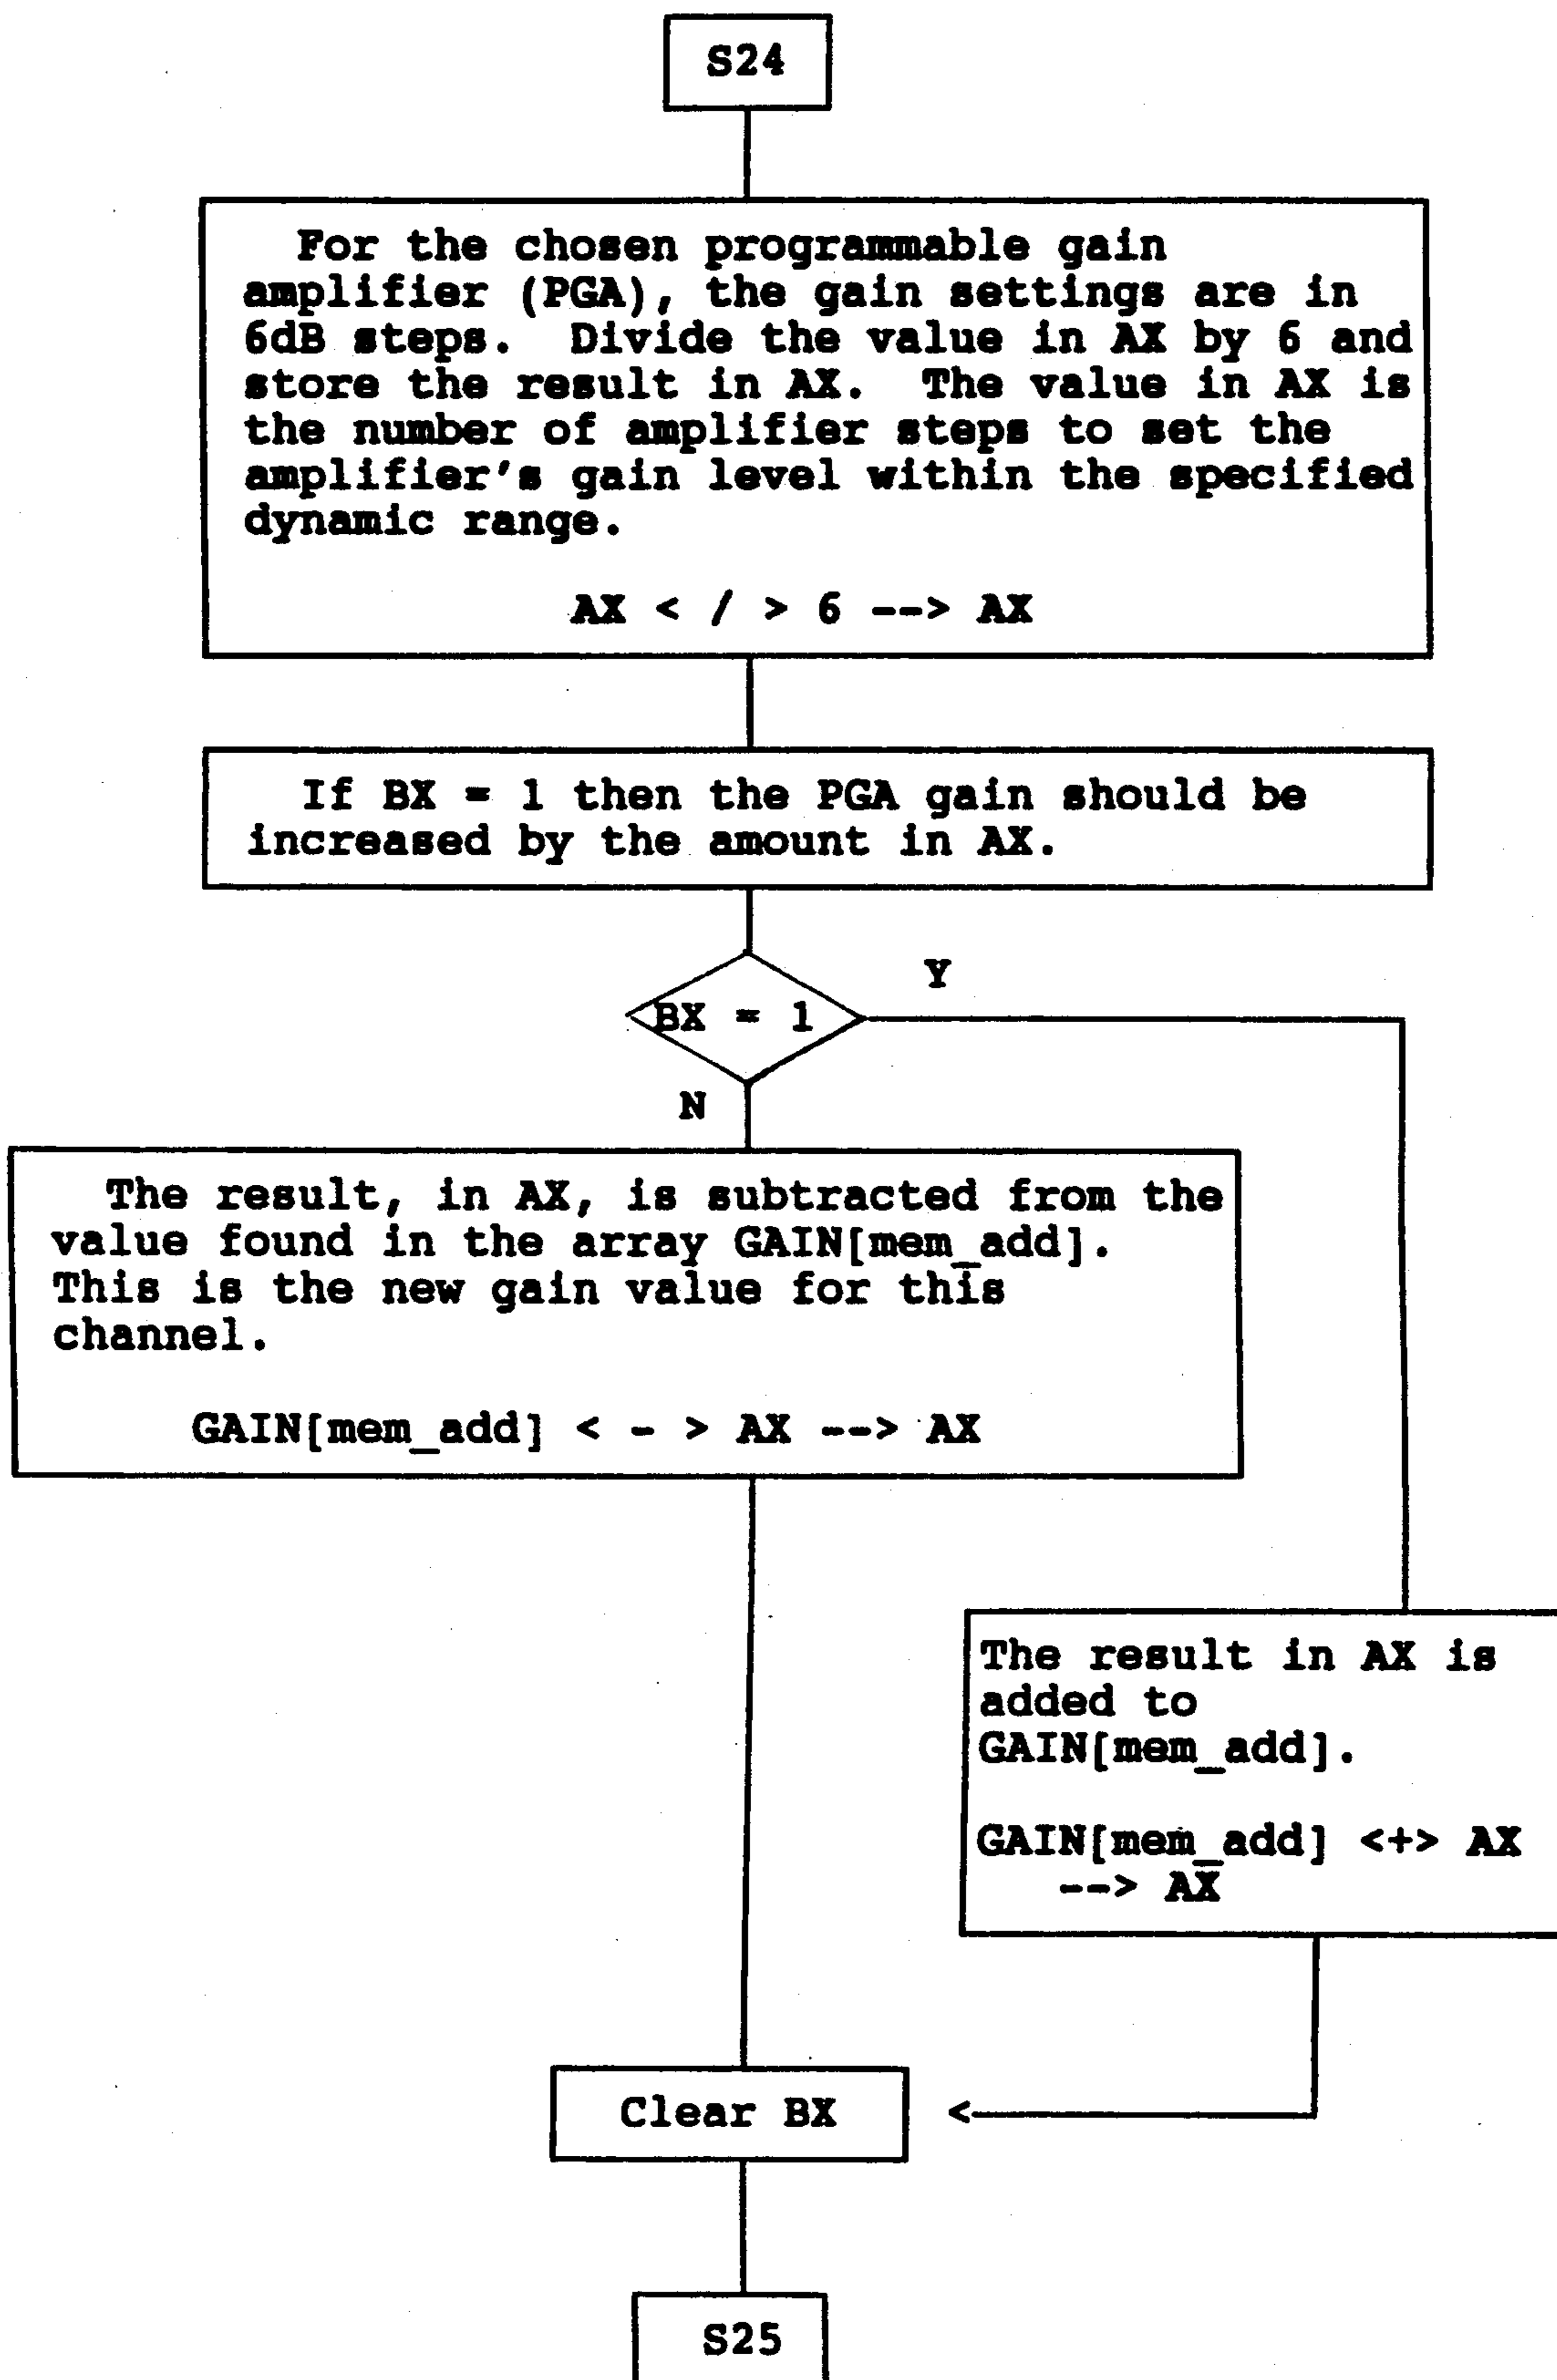 S24
For the chosen programmable gain
amplifier (PGA), the gain settings are in
6dB steps. Divide the value in AX by 6 and
store the result in AX. The value in AX is
the number of amplifier steps to set the
amplifier's gain level within the specified
dynamic range.
AX < / > 6 --> AX
If BX = 1 then the PGA gain should be
increased by the amount in AX.
BX = 1
Y
N
The result, in AX, is subtracted from the
value found in the array GAIN[mem_add].
This is the new gain value for this
channel.
GAIN[mem_add] < - > AX --> AX
The result in AX is
added to
GAIN[mem_add].
GAIN[mem_add] <+> AX
--> AX
Clear BX
<
S25